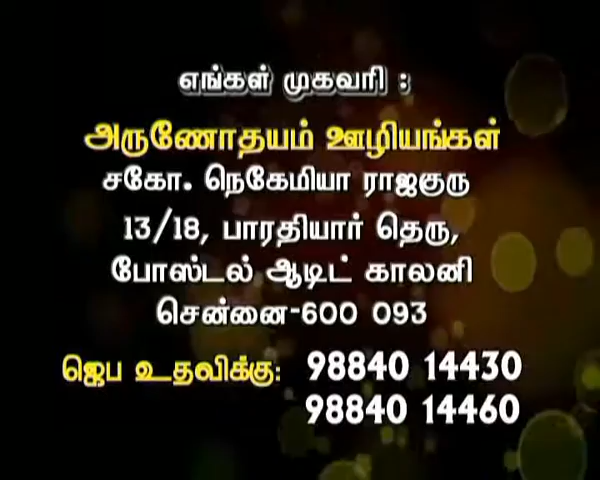 எங்கள் முகவரி :
அருணோதயம் ஊழியங்கள்
சகோ. நெகேமியா ராஜகுரு
13/18, பாரதியார் தெரு,
போஸ்டல் ஆடிட் காலனி
சென்னை-600 093
ஜெப உதவிக்கு: 98840 14430
98840 14460